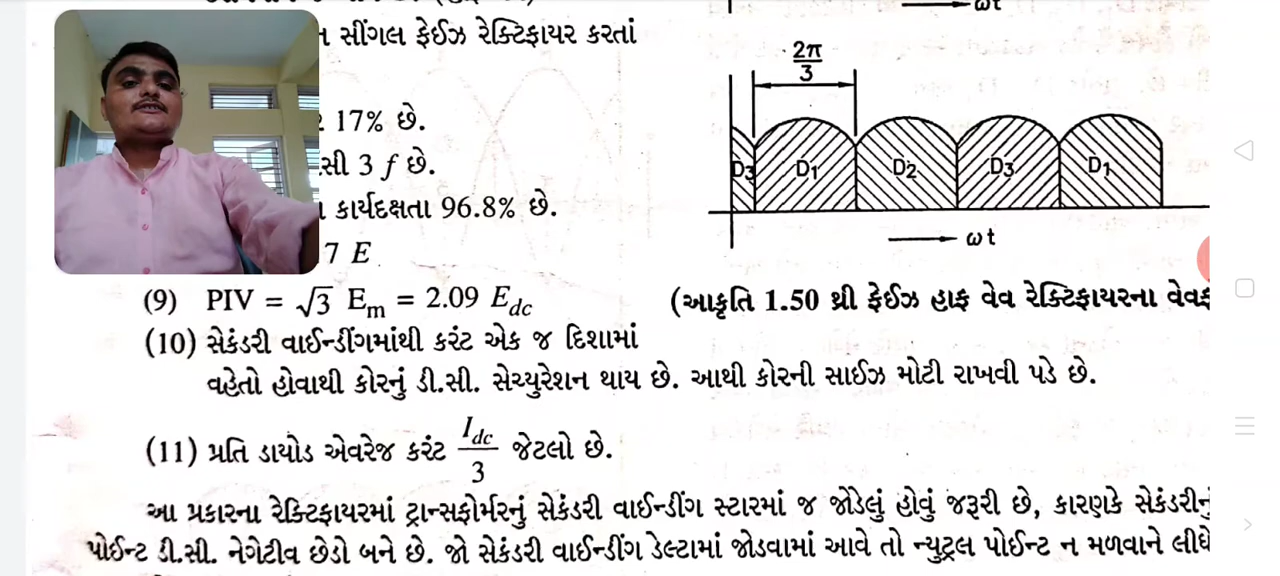 સીંગલ ફેઈઝ રેક્ટિફાયર કરતાં
17% છે.
સી 3 f છે.
કાર્યદક્ષતા 96.8% છે.
7 E
(9) PIV = √3 Em = 2.09 Edc
(10) સેકંડરી વાઈન્ડીંગમાંથી કરંટ એક જ દિશામાં
વહેતો હોવાથી કોરનું ડી.સી. સેચ્યુરેશન થાય છે. આથી કોરની સાઈઝ મોટી રાખવી પડે છે.
(11) પ્રતિ ડાયોડ એવરેજ કરંટ Idc/3 જેટલો છે.
આ પ્રકારના રેક્ટિફાયરમાં ટ્રાન્સફોર્મરનું સેકંડરી વાઈન્ડીંગ સ્ટારમાં જ જોડેલું હોવું જરૂરી છે, કારણકે સેકંડરીનું
પોઈન્ટ ડી.સી. નેગેટીવ છેડો બને છે. જો સેકંડરી વાઈન્ડીંગ ડેલ્ટામાં જોડવામાં આવે તો ન્યુટ્રલ પોઈન્ટ ન મળવાને લીધે
ωt
2π/3
D3 D1 D2 D3 D1
ωt
(આકૃતિ 1.50 થ્રી ફેઈઝ હાફ વેવ રેક્ટિફાયરના